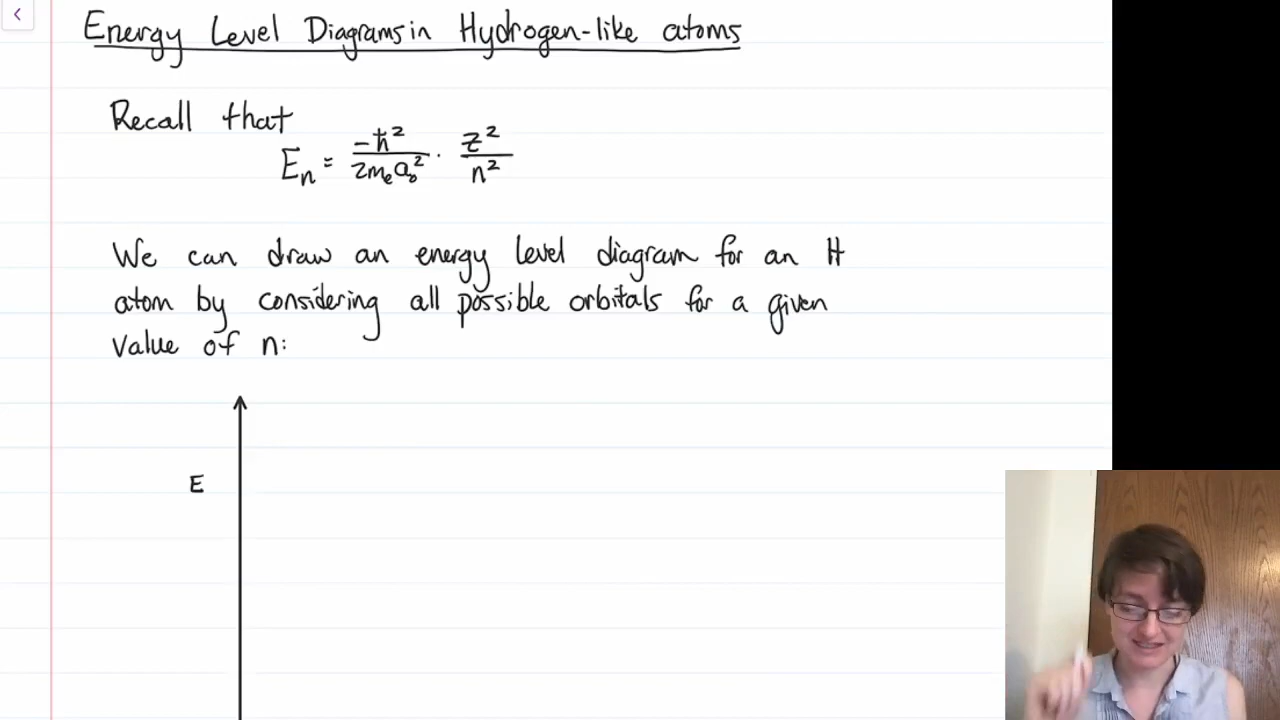 Energy Level Diagrams in Hydrogen-like atoms
Recall that
Eₙ = -ħ²/2mₑa₀² · Z²/n²
We can draw an energy level diagram for an H
atom by considering all possible orbitals for a given
value of n:
E